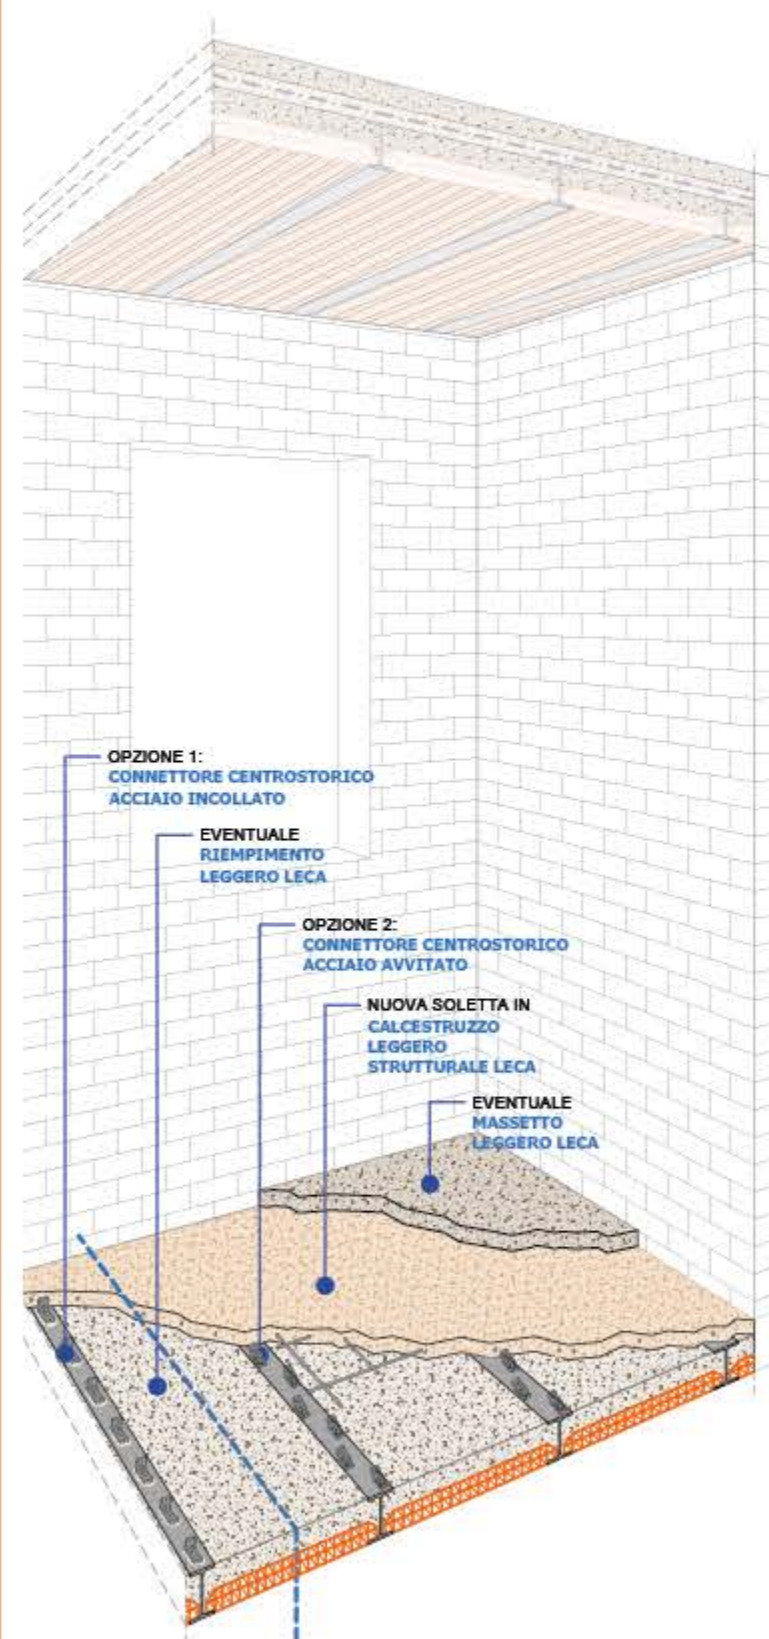 OPZIONE 1:
CONNETTORE CENTROSTORICO
ACCIAIO INCOLLATO
EVENTUALE
RIEMPIMENTO
LEGGERO LECA
OPZIONE 2:
CONNETTORE CENTROSTORICO
ACCIAIO AVVITATO
NUOVA SOLETTA IN
CALCESTRUZZO
LEGGERO
STRUTTURALE LECA
EVENTUALE
MASSETTO
LEGGERO LECA